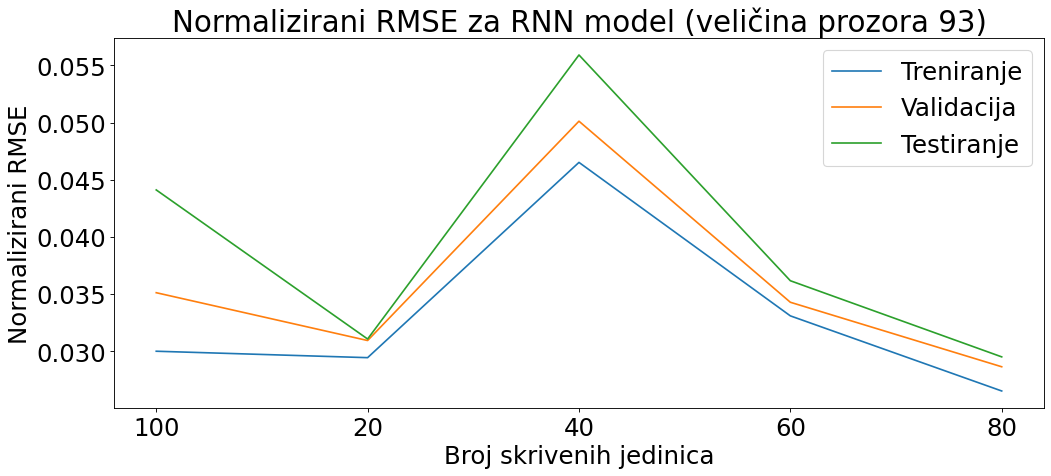 Normalizirani RMSE za RNN model (veličina prozora 93)
Normalizirani RMSE
0.055
0.050
0.045
0.040
0.035
0.030
Treniranje
Validacija
Testiranje
100 20 40 60 80
Broj skrivenih jedinica